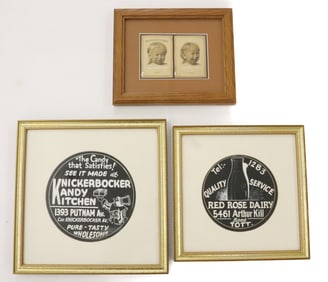 "The Candy
that Satisfies!
SEE IT MADE at
KNICKERBOCKER
KANDY
KITCHEN
1393 PUTNAM Av.
Cor KNICKERBOCKER AV.
PURE - TASTY
WHOLESOME
Tel- 1283
QUALITY SERVICE
RED ROSE DAIRY
5461 Arthur Kill
Road
TOTT.